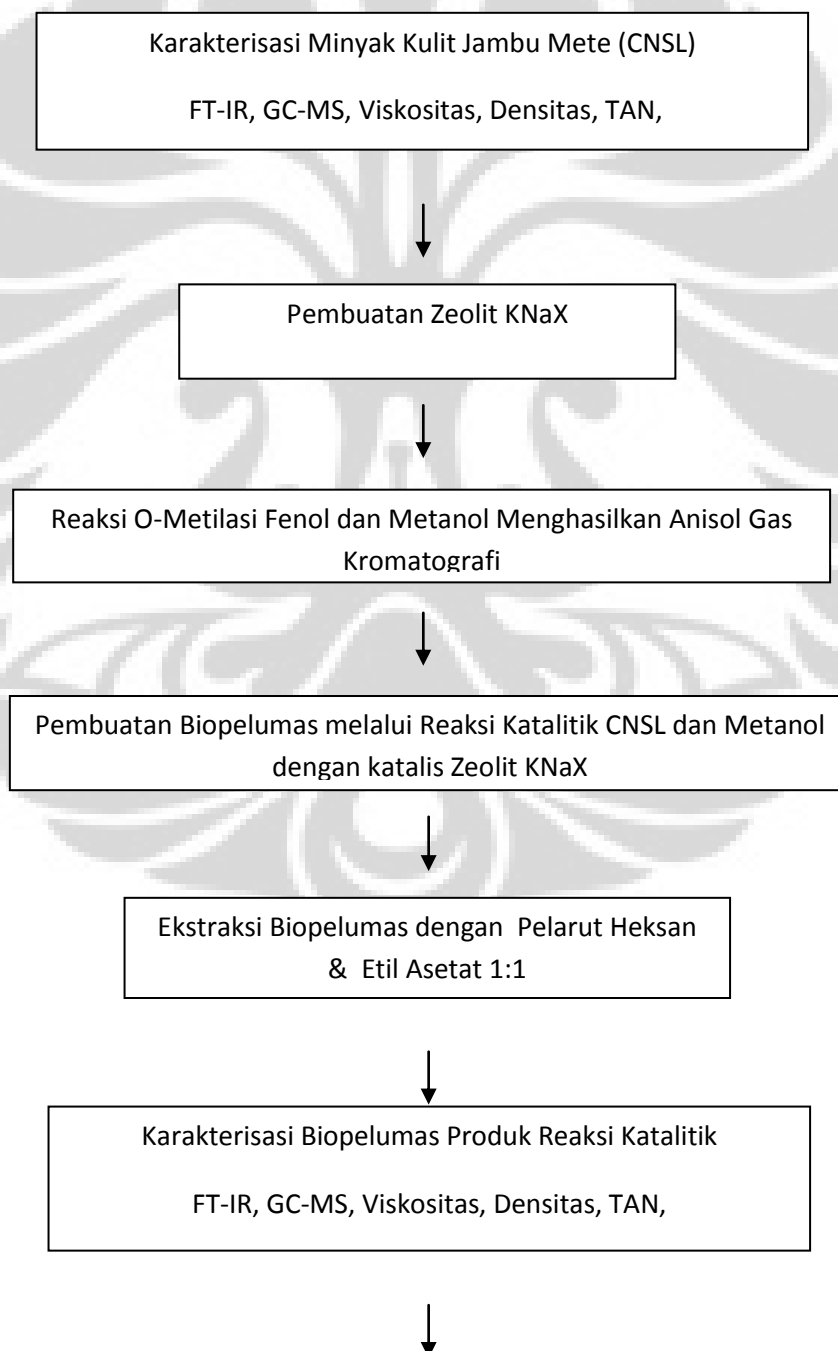 Karakterisasi Minyak Kulit Jambu Mete (CNSL)
FT-IR, GC-MS, Viskositas, Densitas, TAN,
Pembuatan Zeolit KNaX
Reaksi O-Metilasi Fenol dan Metanol Menghasilkan Anisol Gas
Kromatografi
Pembuatan Biopelumas melalui Reaksi Katalitik CNSL dan Metanol
dengan katalis Zeolit KNaX
Ekstraksi Biopelumas dengan Pelarut Heksan
& Etil Asetat 1:1
Karakterisasi Biopelumas Produk Reaksi Katalitik
FT-IR, GC-MS, Viskositas, Densitas, TAN,